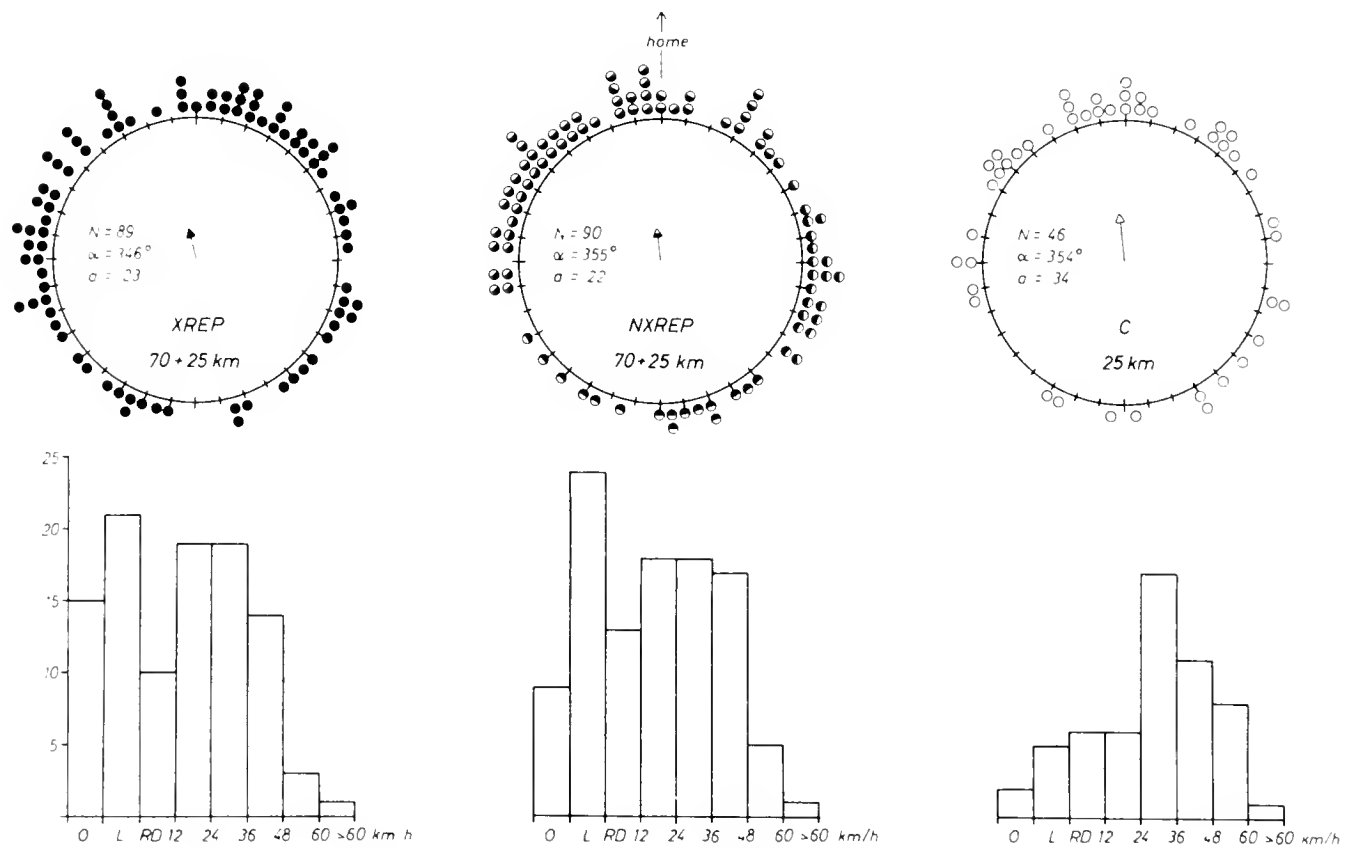 home
N = 89
α = 346°
a = .23
XREP
70 + 25 km
N = 90
α = 355°
a = .22
NXREP
70 + 25 km
N = 46
α = 354°
a = .34
C
25 km
25
20
15
10
5
0 L RD 12 24 36 48 60 >60 km h
0 L RD 12 24 36 48 60 >60 km/h
0 L RD 12 24 36 48 60 >60 km/h